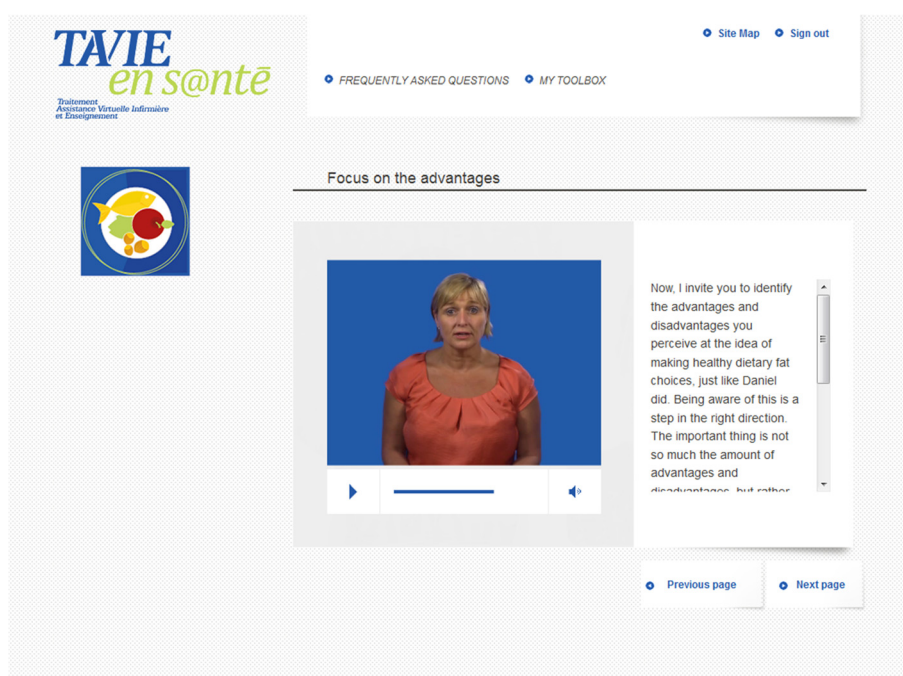 TAVIE
en s@nté
Traitement
Assistance Virtuelle Infirmière
et Enseignement
Site Map
Sign out
FREQUENTLY ASKED QUESTIONS
MY TOOLBOX
Focus on the advantages
Now, I invite you to identify
the advantages and
disadvantages you
perceive at the idea of
making healthy dietary fat
choices, just like Daniel
did. Being aware of this is a
step in the right direction.
The important thing is not
so much the amount of
advantages and
disadvantages, but rather
Previous page
Next page